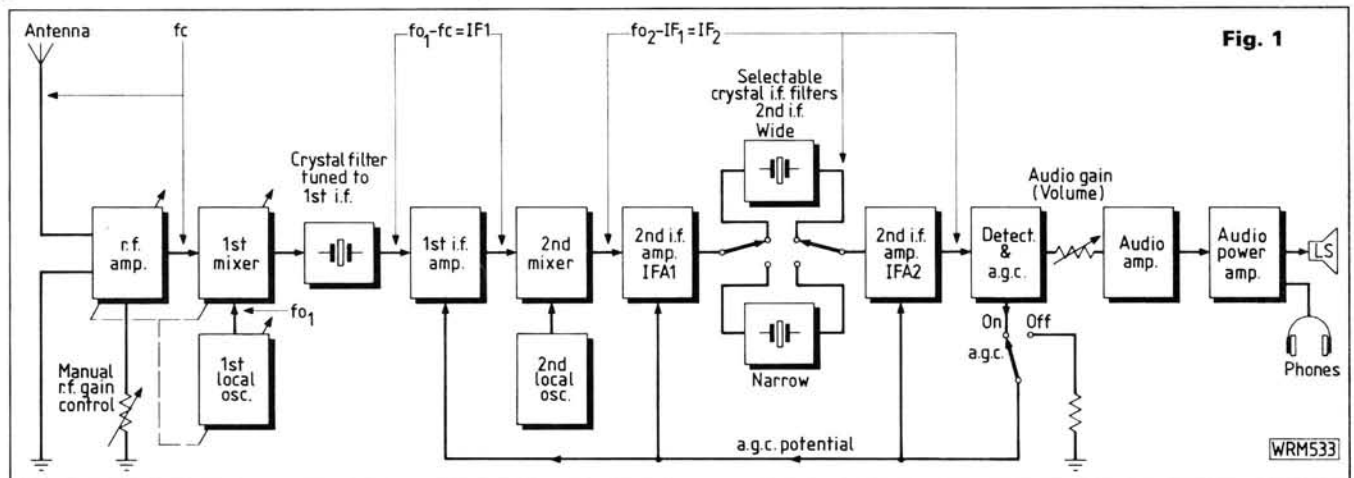 Antenna
fc
fo₁-fc=IF1
fo₂-IF₁=IF₂
Fig. 1
Selectable
crystal i.f. filters
2nd i.f.
Wide
Crystal filter
tuned to
1st i.f.
Audio gain
(Volume)
r.f.
amp.
1st
mixer
1st i.f.
amp.
2nd
mixer
2nd i.f.
amp.
IFA1
2nd i.f.
amp.
IFA2
Detect.
&
a.g.c.
Audio
amp.
Audio
power
amp.
LS
fo₁
Manual
r.f. gain
control
1st
local
osc.
2nd
local
osc.
Narrow
On
Off
a.g.c.
Phones
a.g.c. potential
WRM533